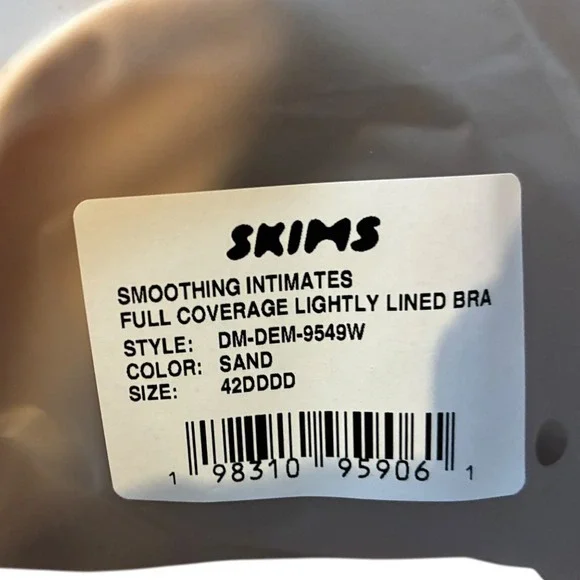 SKIMS
SMOOTHING INTIMATES
FULL COVERAGE LIGHTLY LINED BRA
STYLE: DM-DEM-9549W
COLOR: SAND
SIZE: 42DDDD
1 98310 95906 1